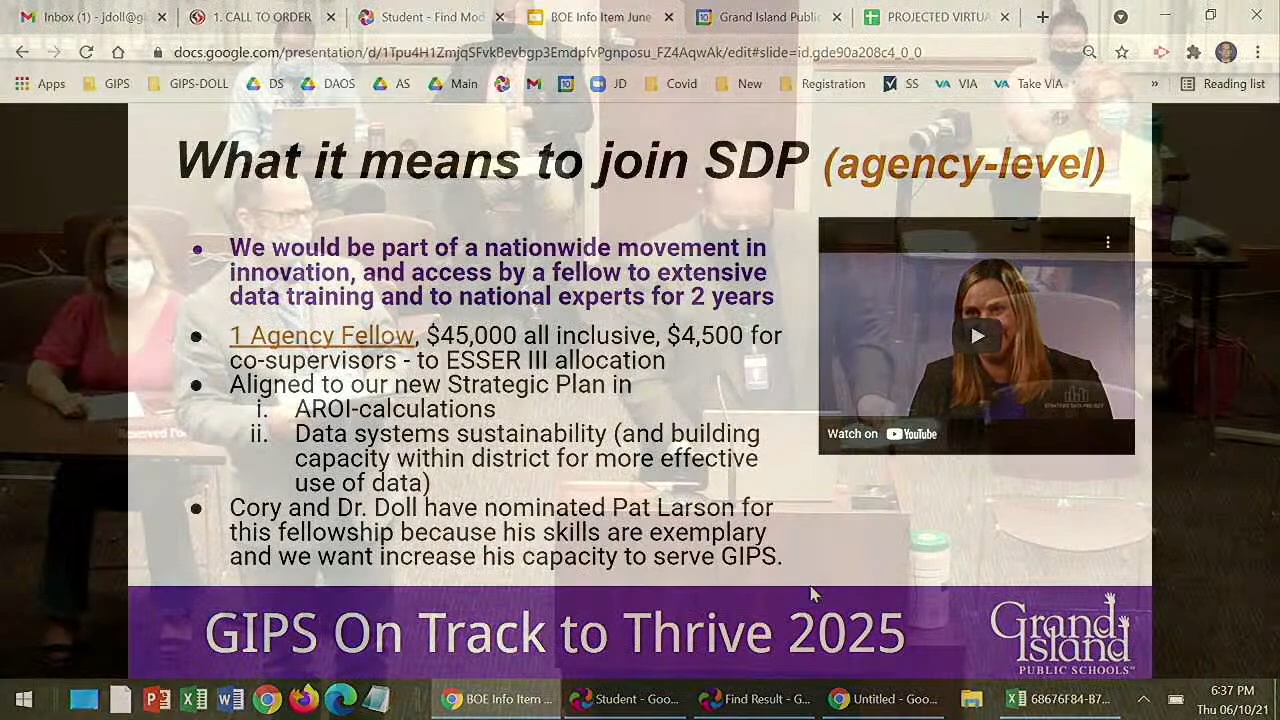 Inbox (1) - jdoll@gi
1. CALL TO ORDER
Student - Find Mod
BOE Info Item June
Grand Island Publi
PROJECTED VIRTUA
docs.google.com/presentation/d/
/edit#slide=id.gde90a208c4_0_0
Apps
GIPS
GIPS-DOLL
DS
DAOS
AS
Main
JD
Covid
New
Registration
SS
VIA
Take VIA
»
Reading list
What it means to join SDP (agency-level)
• We would be part of a nationwide movement in
innovation, and access by a fellow to extensive
data training and to national experts for 2 years
• 1 Agency Fellow, $45,000 all inclusive, $4,500 for
co-supervisors - to ESSER III allocation
• Aligned to our new Strategic Plan in
i. AROI-calculations
ii. Data systems sustainability (and building
capacity within district for more effective
use of data)
• Cory and Dr. Doll have nominated Pat Larson for
this fellowship because his skills are exemplary
and we want increase his capacity to serve GIPS.
STRATEGIC DATA PROJECT
Watch on YouTube
Reserved For
GIPS On Track to Thrive 2025
Grand
Island
PUBLIC SCHOOLS
BOE Info Item ...
Student - Goo...
Find Result - G...
Untitled - Goo...
68676F84-B7...
6:37 PM
Thu 06/10/21